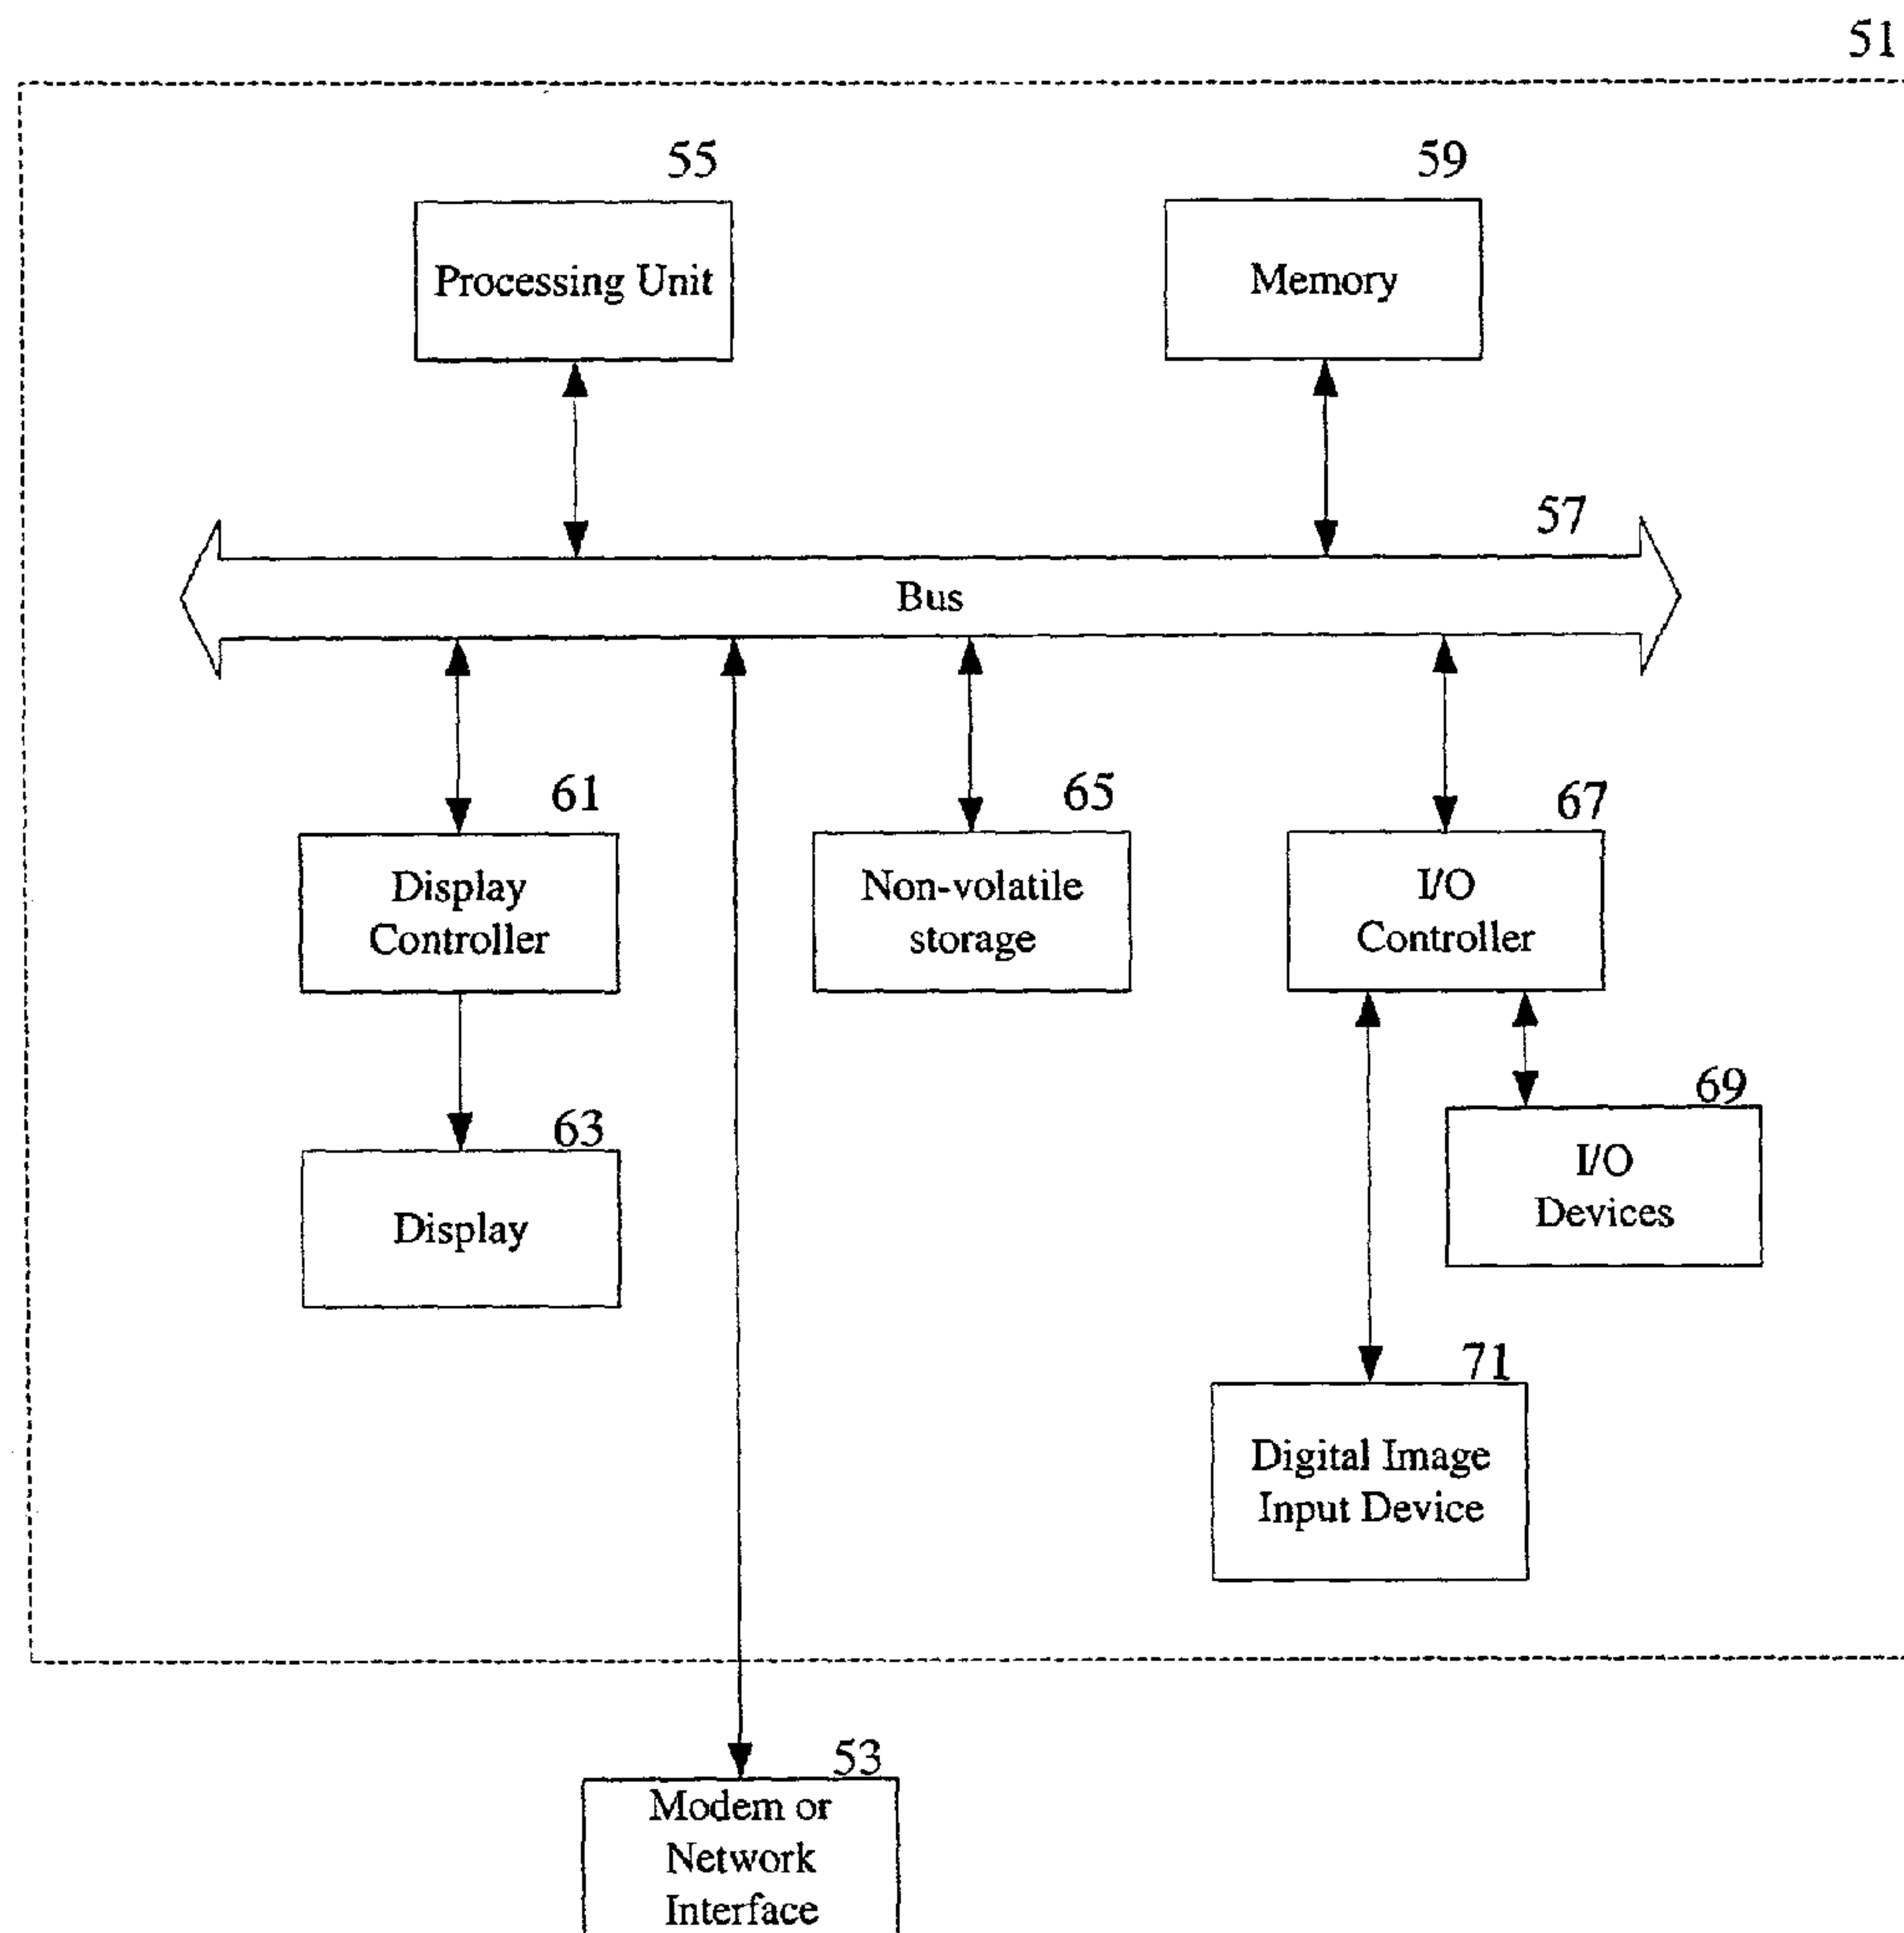 51
55
59
Processing Unit
Memory
57
Bus
61
65
67
Display
Controller
Non-volatile
storage
I/O
Controller
63
69
Display
I/O
Devices
71
Digital Image
Input Device
53
Modem or
Network
Interface